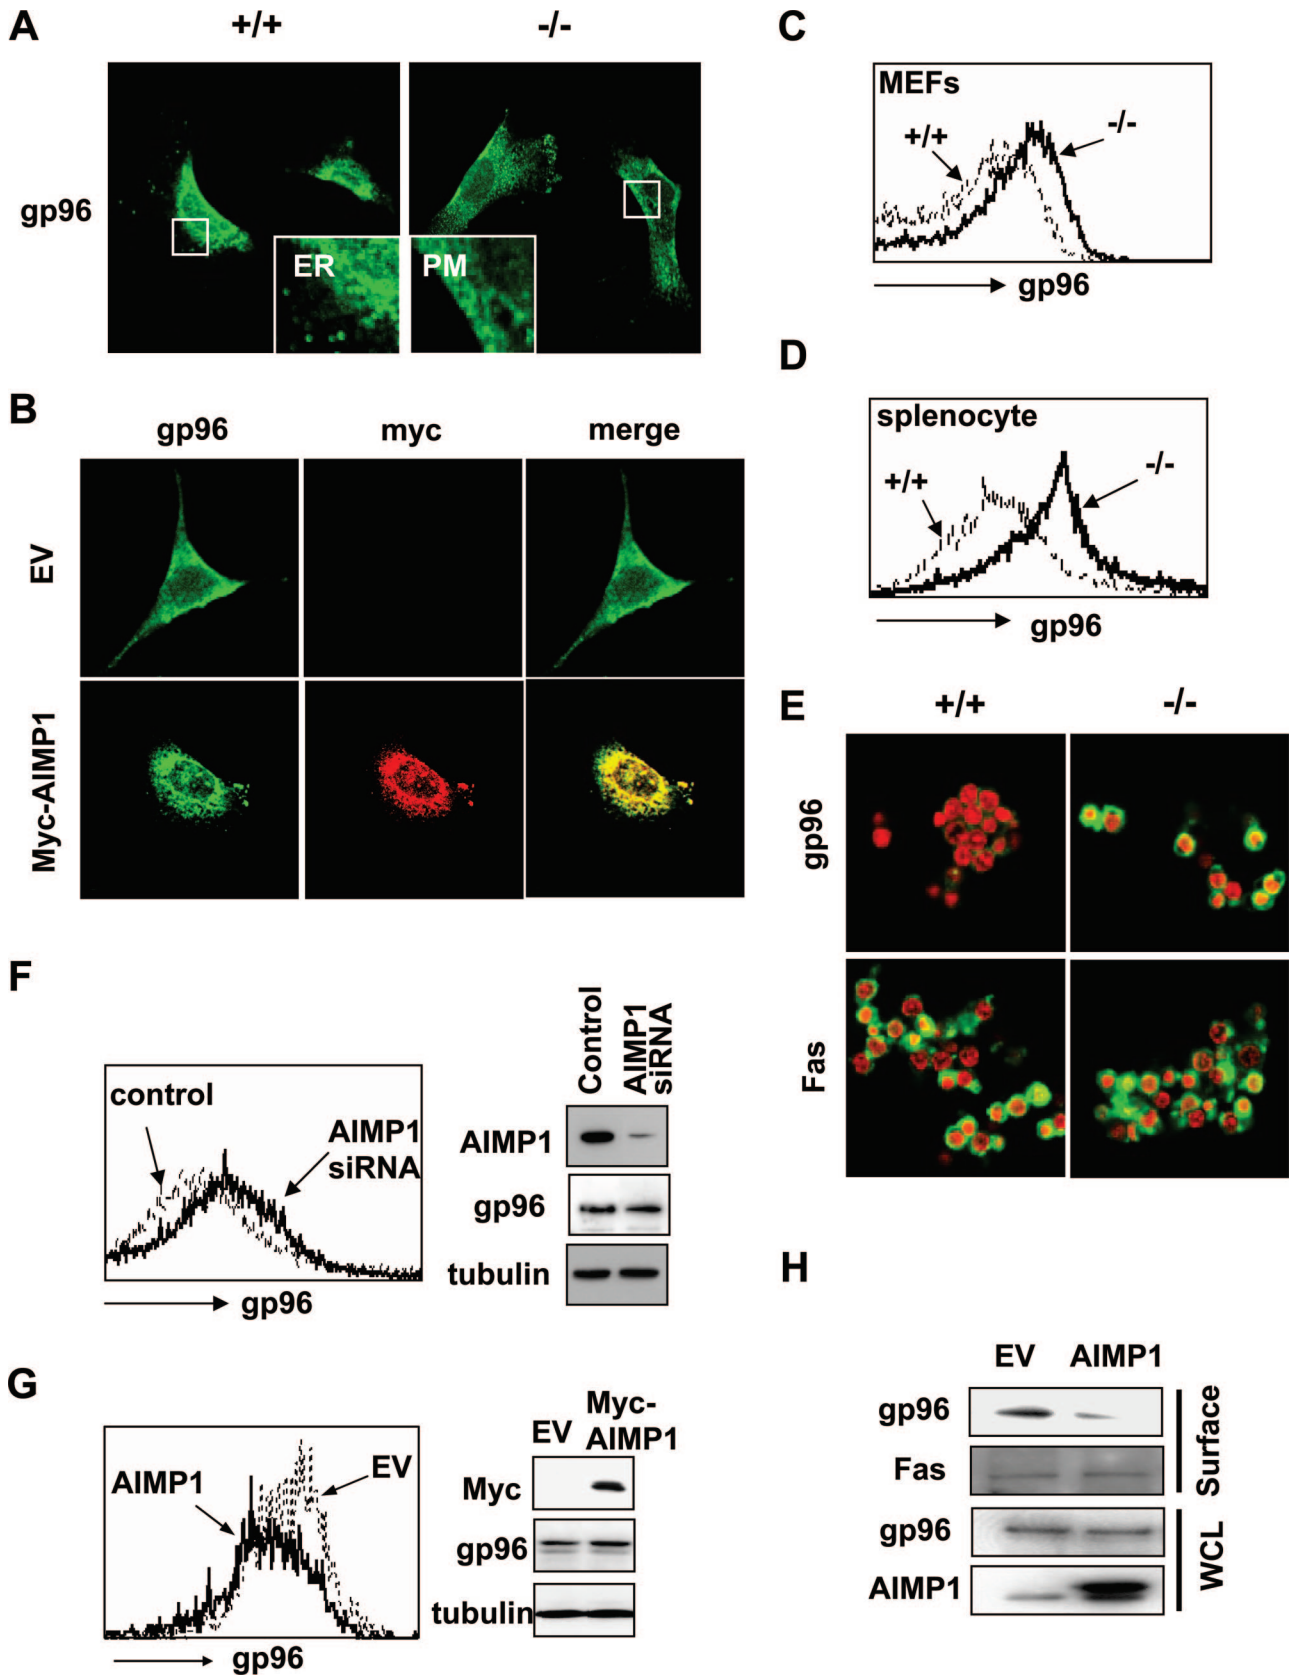 A
+/+
-/-
gp96
ER
PM
B
gp96
myc
merge
EV
Myc-AIMP1
C
MEFs
+/+
-/-
gp96
D
splenocyte
+/+
-/-
gp96
E
+/+
-/-
gp96
Fas
F
control
AIMP1
siRNA
gp96
Control
AIMP1
siRNA
AIMP1
gp96
tubulin
G
AIMP1
EV
gp96
EV
Myc-
AIMP1
Myc
gp96
tubulin
H
EV
AIMP1
gp96
Fas
Surface
gp96
AIMP1
WCL